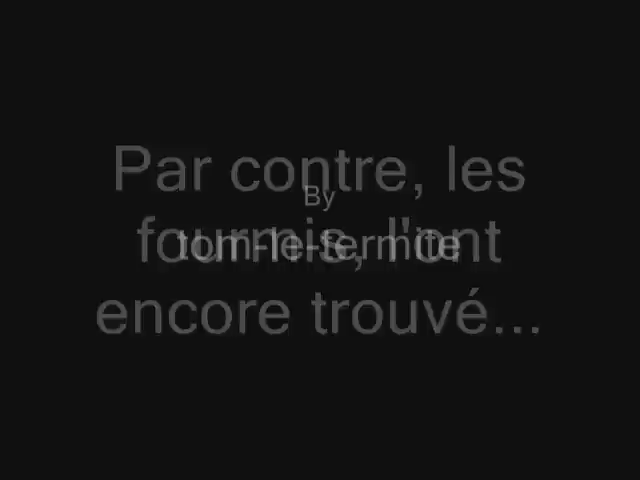 Par contre, les
By
fourmis, l'ont
tom-le-termite
encore trouvé...